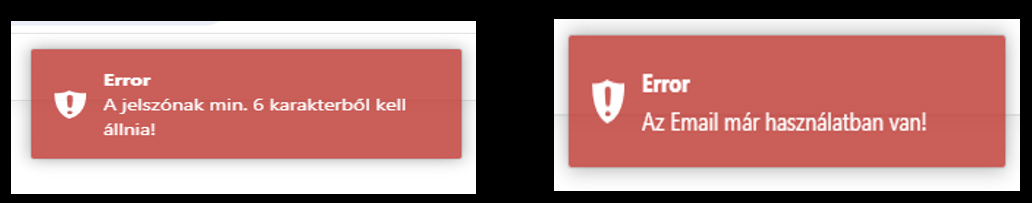 Error
A jelszónak min. 6 karakterből kell
állnia!
Error
Az Email már használatban van!